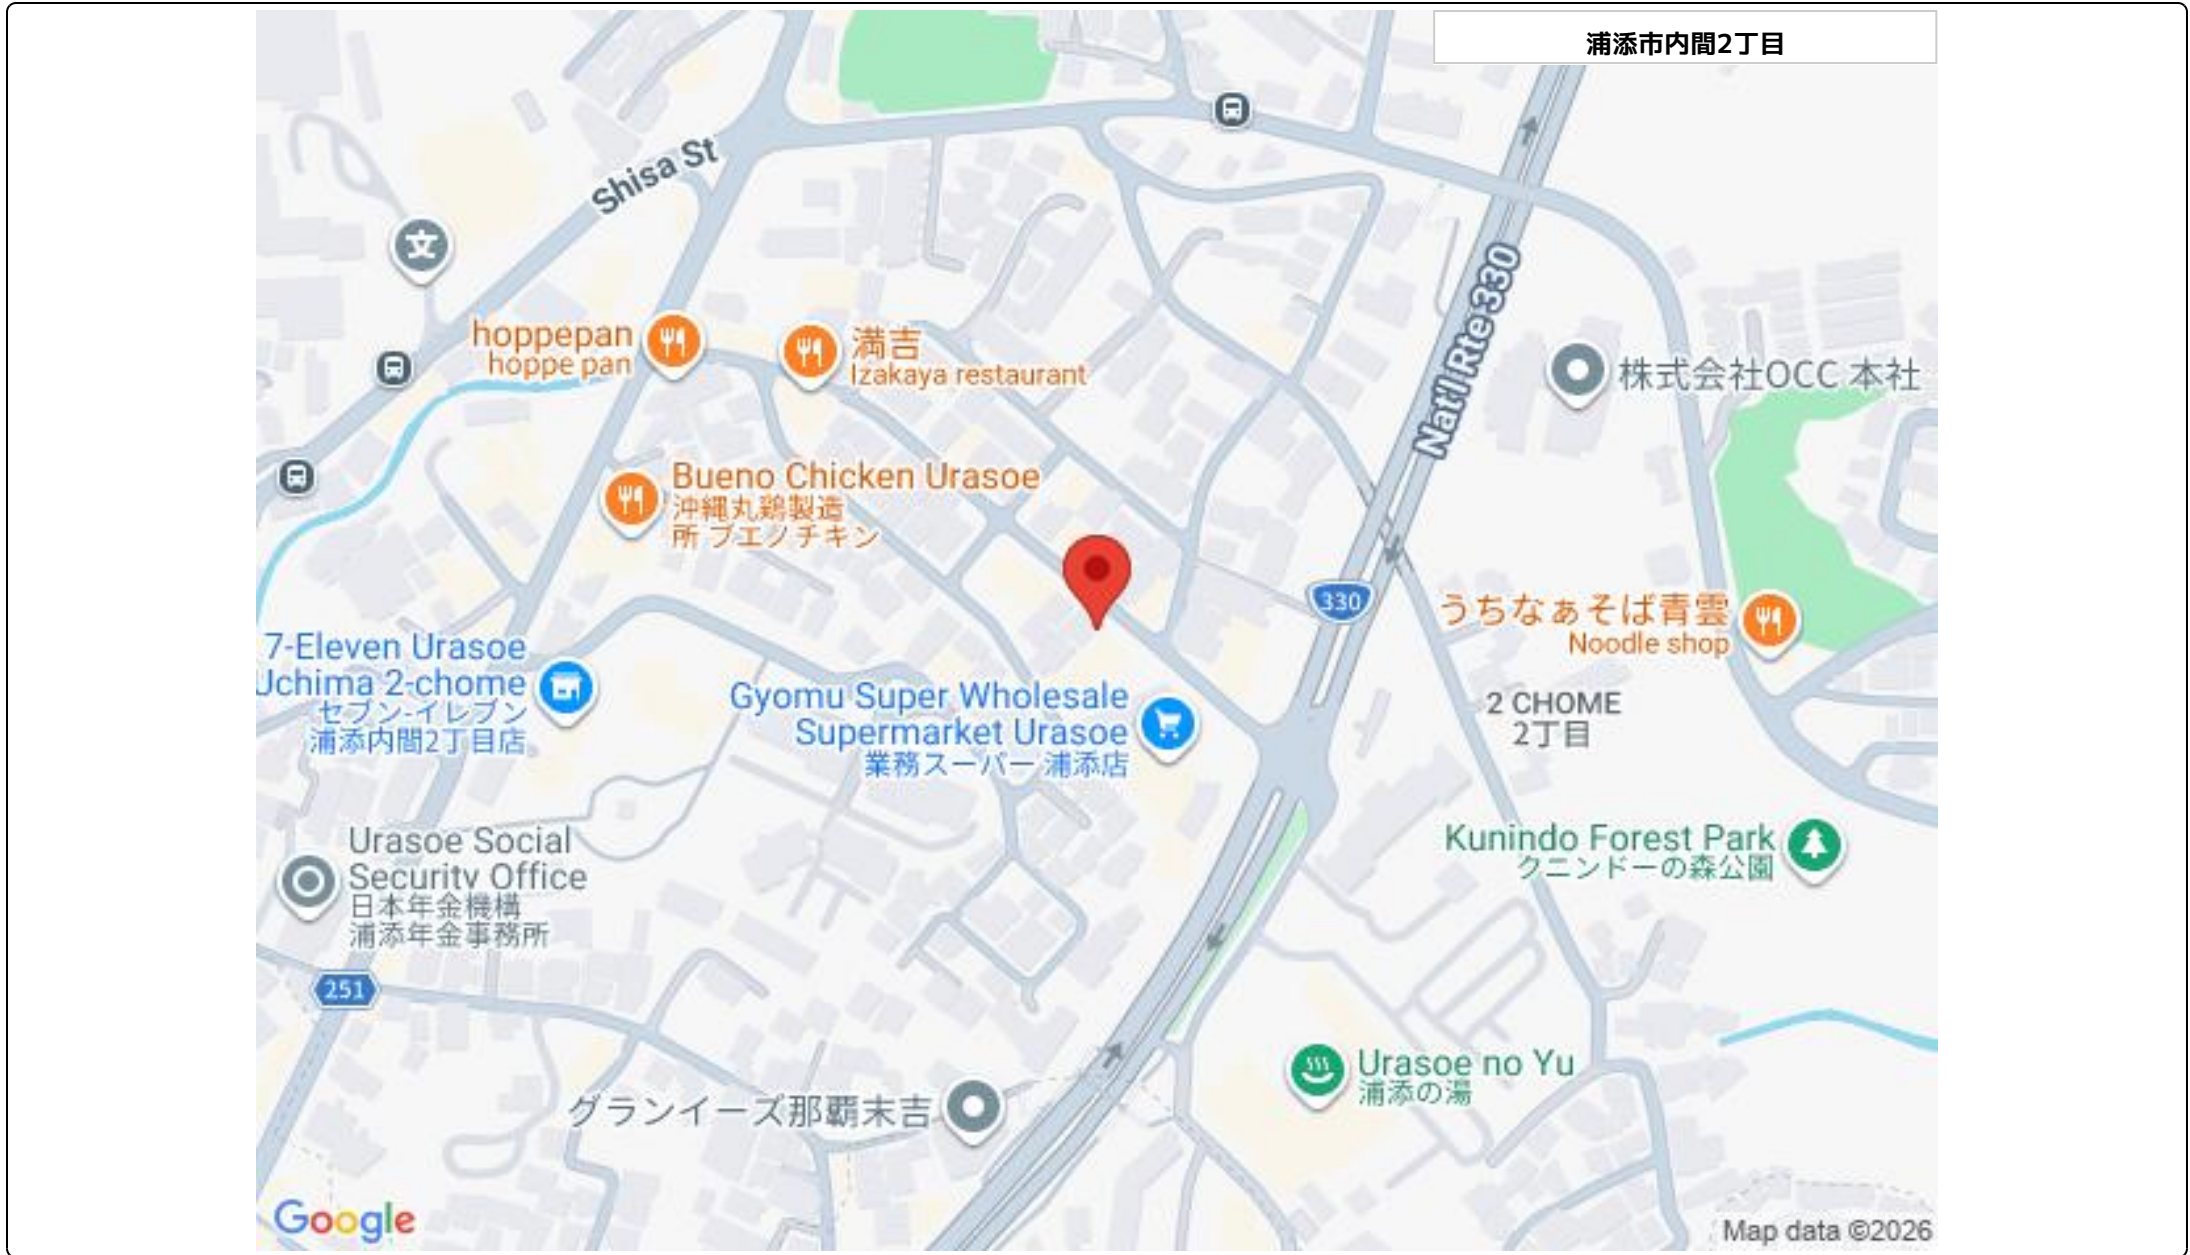 浦添市内間2丁目
Shisa St
Nat'l Rte 330
hoppepan
hoppe pan
満吉
Izakaya restaurant
株式会社OCC 本社
Bueno Chicken Urasoe
沖縄丸鶏製造
所 ブエノチキン
330
うちなぁそば青雲
Noodle shop
7-Eleven Urasoe
Uchima 2-chome
セブン-イレブン
浦添内間2丁目店
Gyomu Super Wholesale
Supermarket Urasoe
業務スーパー 浦添店
2 CHOME
2丁目
Urasoe Social
Security Office
日本年金機構
浦添年金事務所
Kunindo Forest Park
クニンドーの森公園
251
Urasoe no Yu
浦添の湯
グランイーズ那覇末吉
Google
Map data ©2026
文